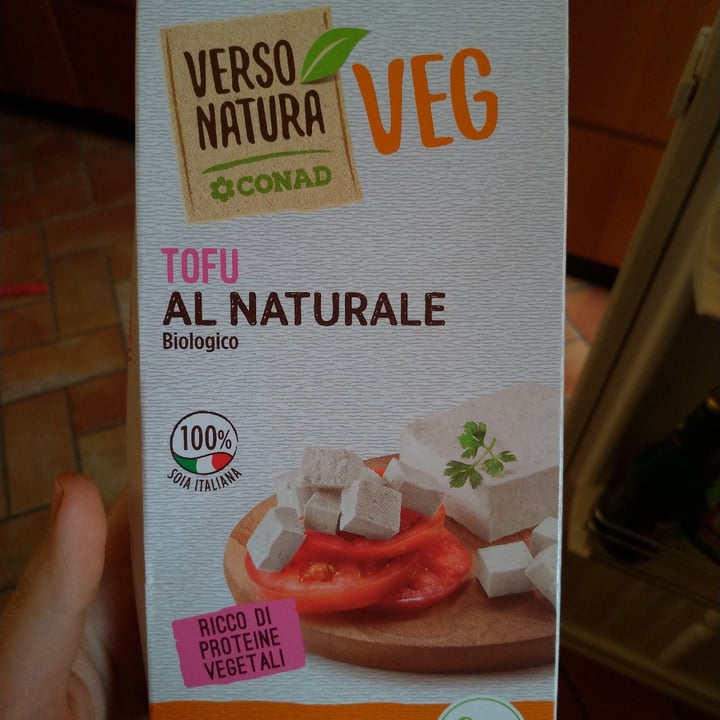 VERSO
NATURA
CONAD
VEG
TOFU
AL NATURALE
Biologico
100%
SOIA ITALIANA
RICCO DI
PROTEINE
VEGETALI